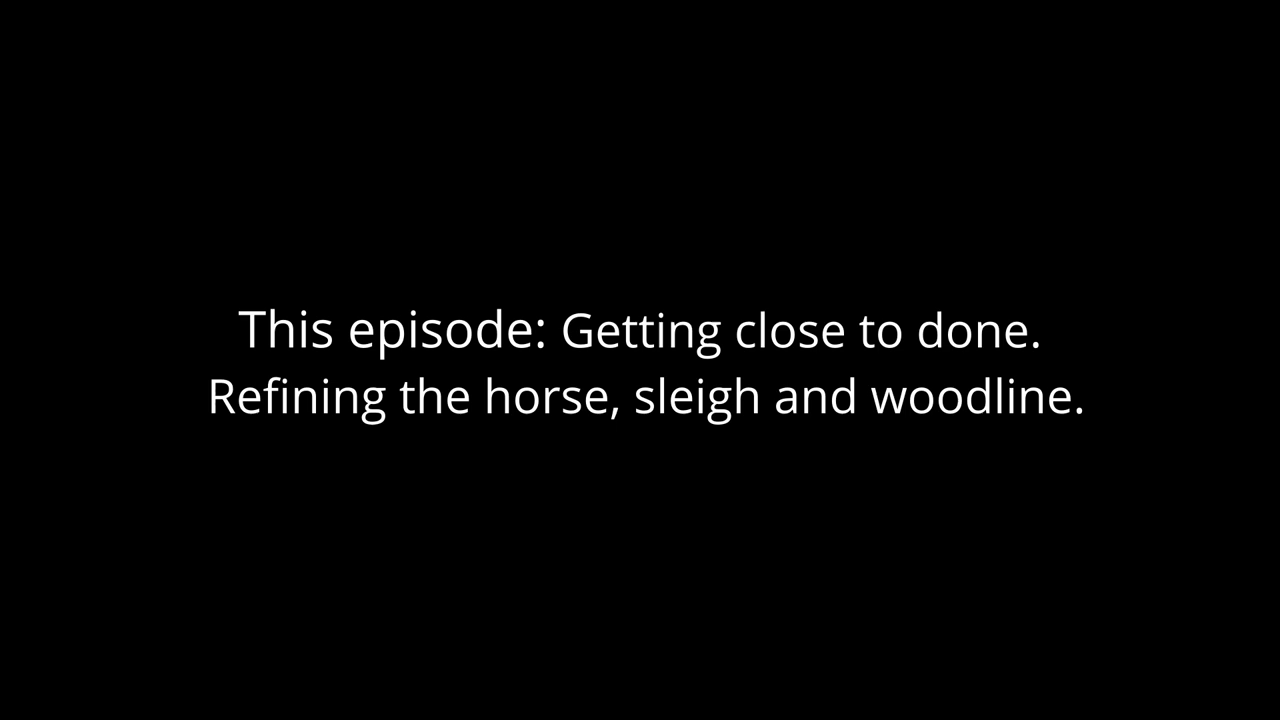 This episode: Getting close to done.
Refining the horse, sleigh and woodline.